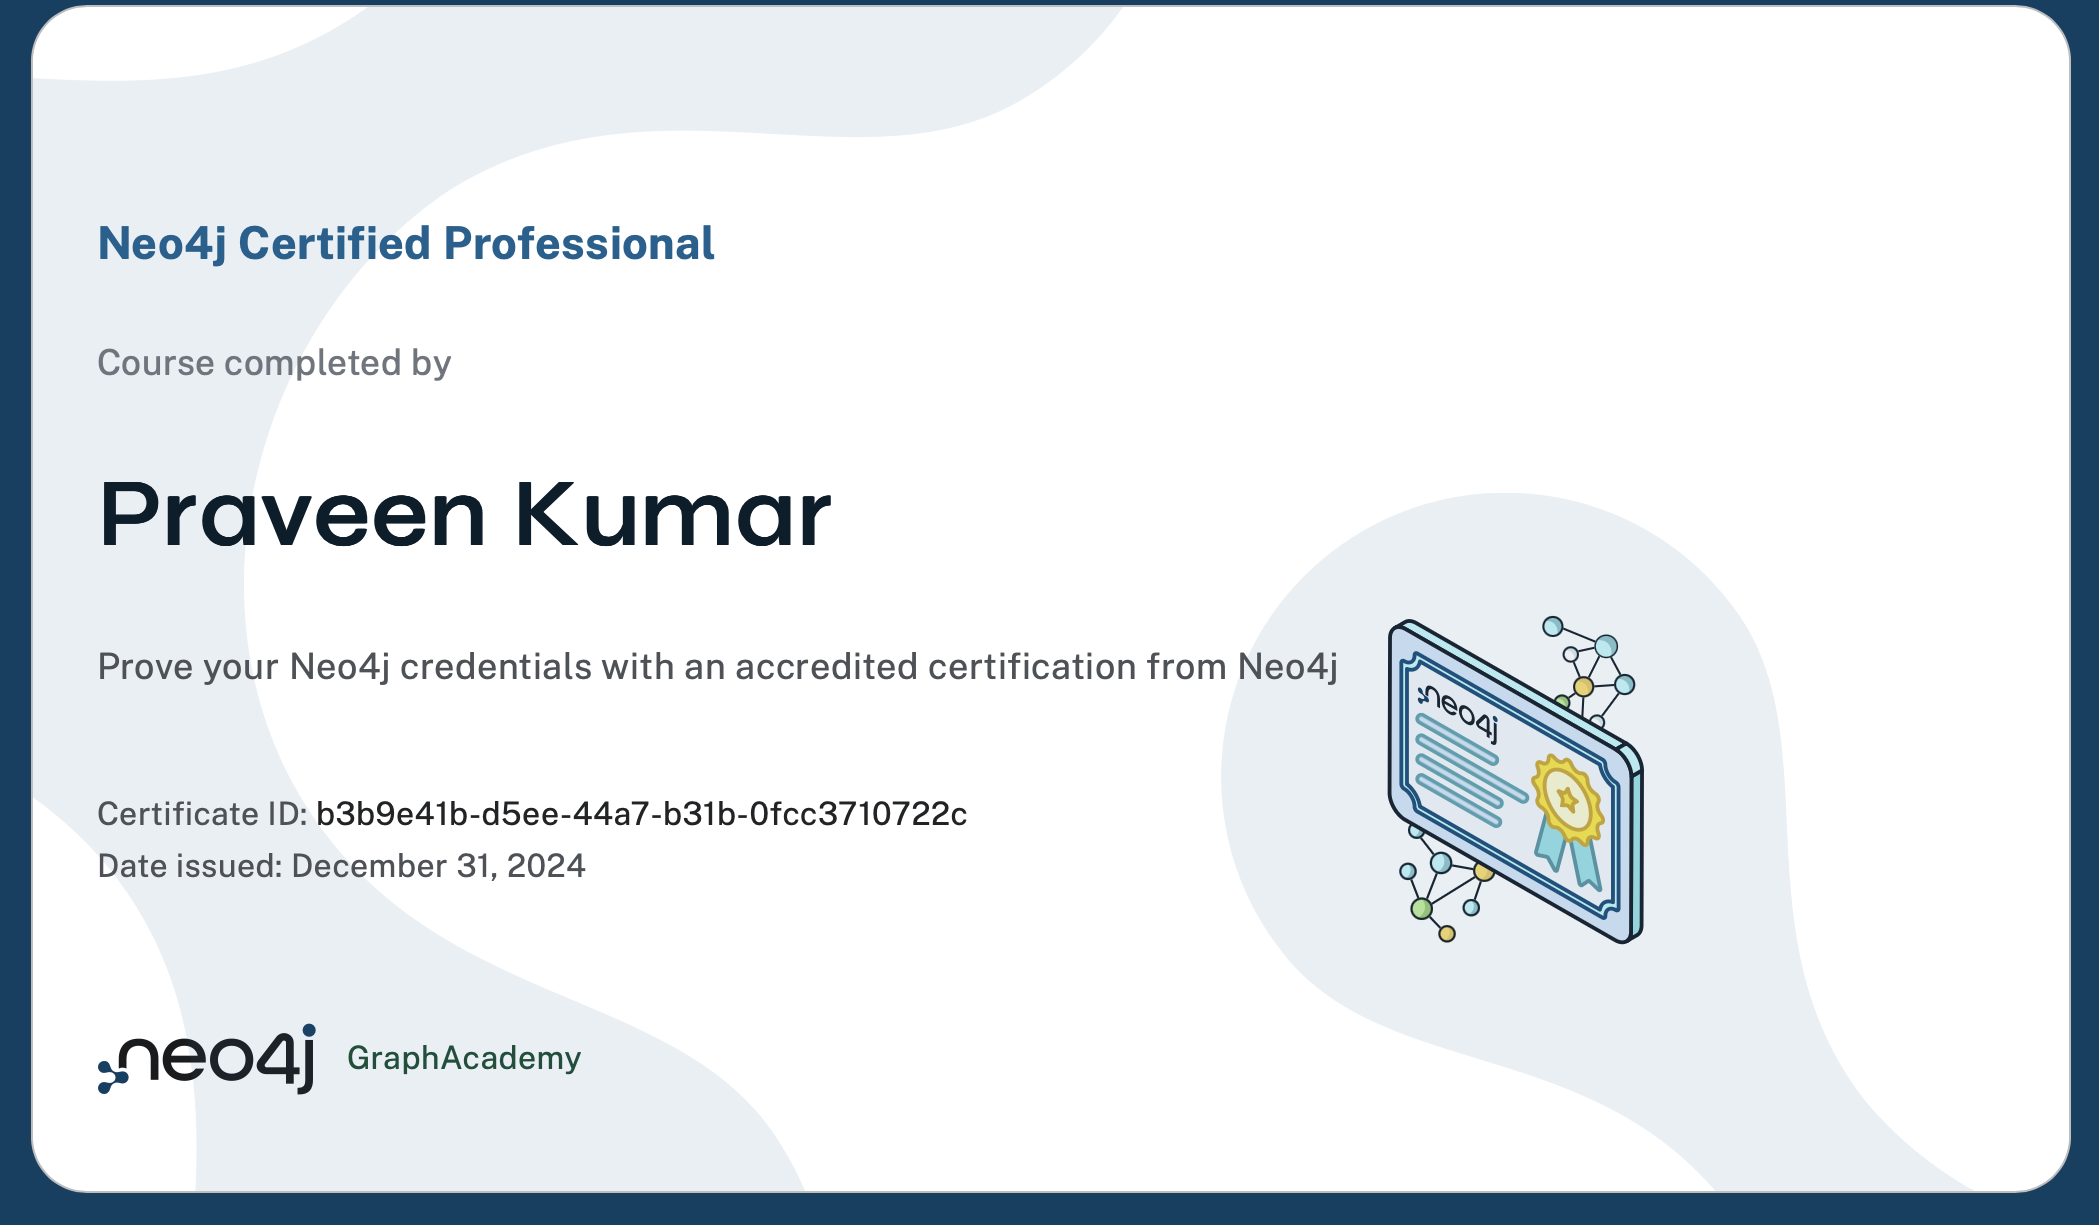 Neo4j Certified Professional
Course completed by
Praveen Kumar
Prove your Neo4j credentials with an accredited certification from Neo4j
neo4j
Certificate ID: b3b9e41b-d5ee-44a7-b31b-0fcc3710722c
Date issued: December 31, 2024
neo4j GraphAcademy